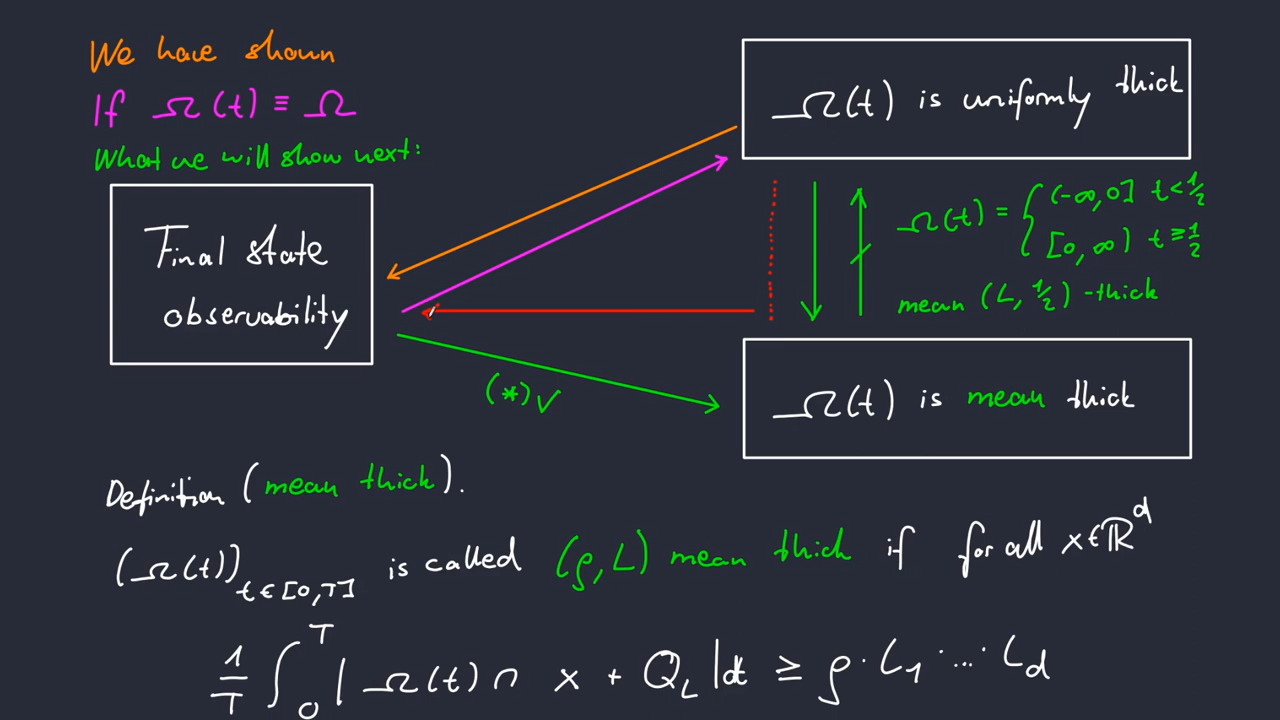 We have shown
If Ω(t) ≡ Ω
What we will show next:
Final state
observability
Ω(t) is uniformly thick
Ω(t) = { (-∞,0] t < 1/2
[0,∞) t ≥ 1/2
mean (L, 1/2) -thick
(*) ✓
Ω(t) is mean thick
Definition (mean thick).
(Ω(t))_{t∈[0,T]} is called (ρ, L) mean thick if for all x∈ℝ^d
1/T ∫_0^T | Ω(t) ∩ x + Q_L | dt ≥ ρ · L_1 · ... · L_d